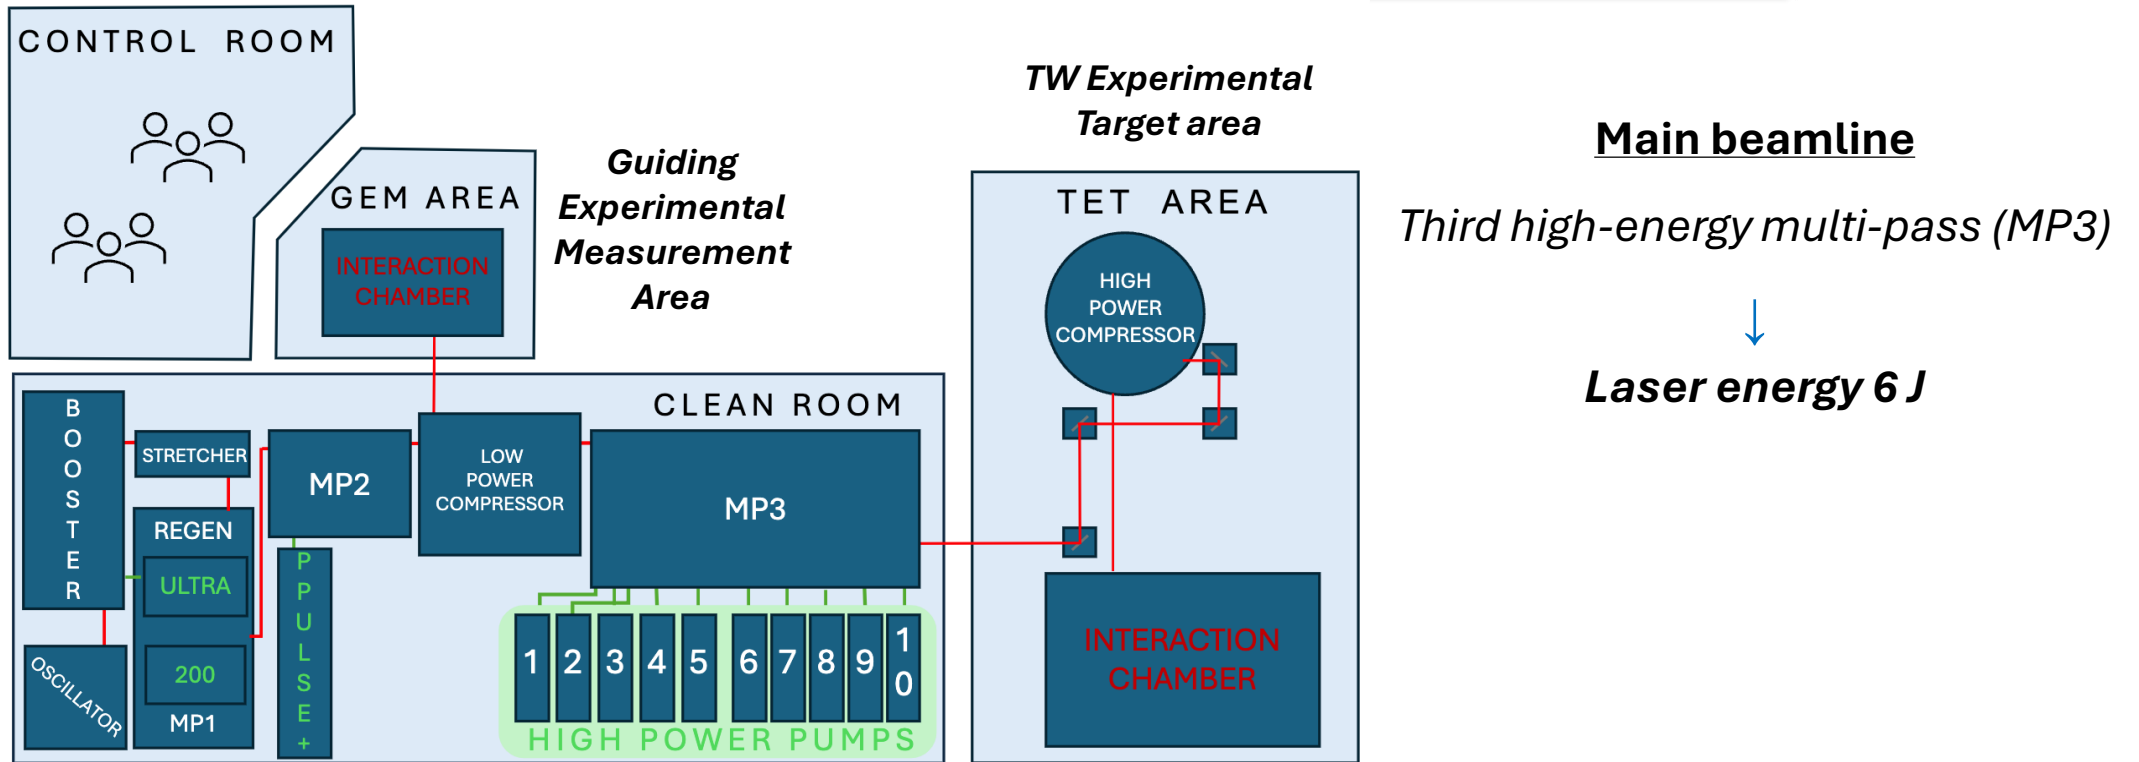 CONTROL ROOM
GEM AREA
INTERACTION
CHAMBER
Guiding
Experimental
Measurement
Area
TW Experimental
Target area
TET AREA
HIGH
POWER
COMPRESSOR
INTERACTION
CHAMBER
Main beamline
Third high-energy multi-pass (MP3)
↓
Laser energy 6 J
CLEAN ROOM
BOOSTER
STRETCHER
REGEN
ULTRA
200
MP1
OSCILLATOR
MP2
PPULSE+
LOW
POWER
COMPRESSOR
MP3
1 2 3 4 5 6 7 8 9 10
HIGH POWER PUMPS